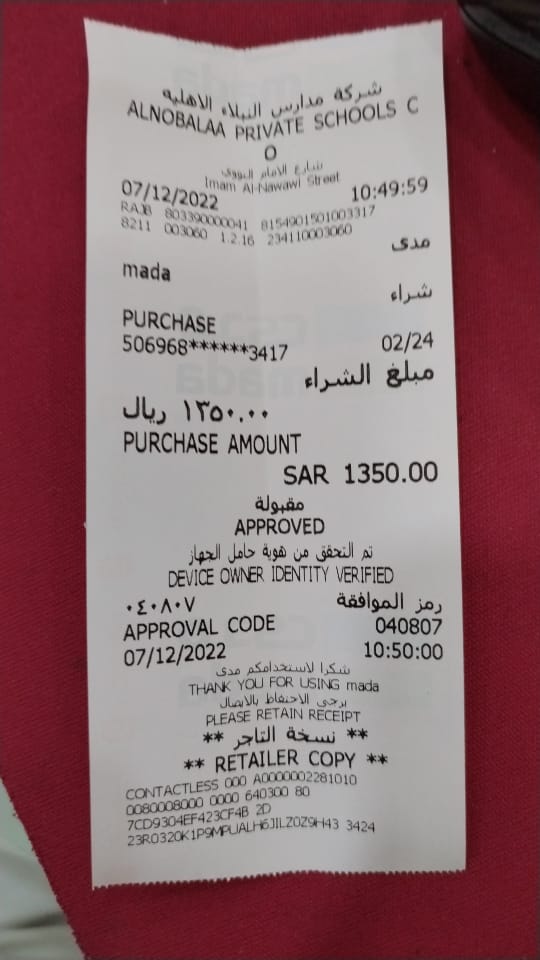 شركة مدارس النبلاء الاهلية
ALNOBALAA PRIVATE SCHOOLS C
O
شارع الامام النووي
Imam Al-Nawawi Street
07/12/2022 10:49:59
RAJB 803390000041 8154901501003317
8211 003060 1.2.16 234110003060
مدى
mada
شراء
PURCHASE
506968******3417 02/24
مبلغ الشراء
١٣٥٠.٠٠ ريال
PURCHASE AMOUNT
SAR 1350.00
مقبولة
APPROVED
تم التحقق من هوية حامل الجهاز
DEVICE OWNER IDENTITY VERIFIED
رمز الموافقة ٠٤٠٨٠٧
APPROVAL CODE 040807
07/12/2022 10:50:00
شكرا لاستخدامكم مدى
THANK YOU FOR USING mada
يرجى الاحتفاظ بالايصال
PLEASE RETAIN RECEIPT
** نسخة التاجر **
** RETAILER COPY **
CONTACTLESS 000 A0000002281010
0080008000 0000 640300 80
7CD9304EF423CF4B 2D
23R0320K1P9MPUALH6JILZ0Z9H43 3424